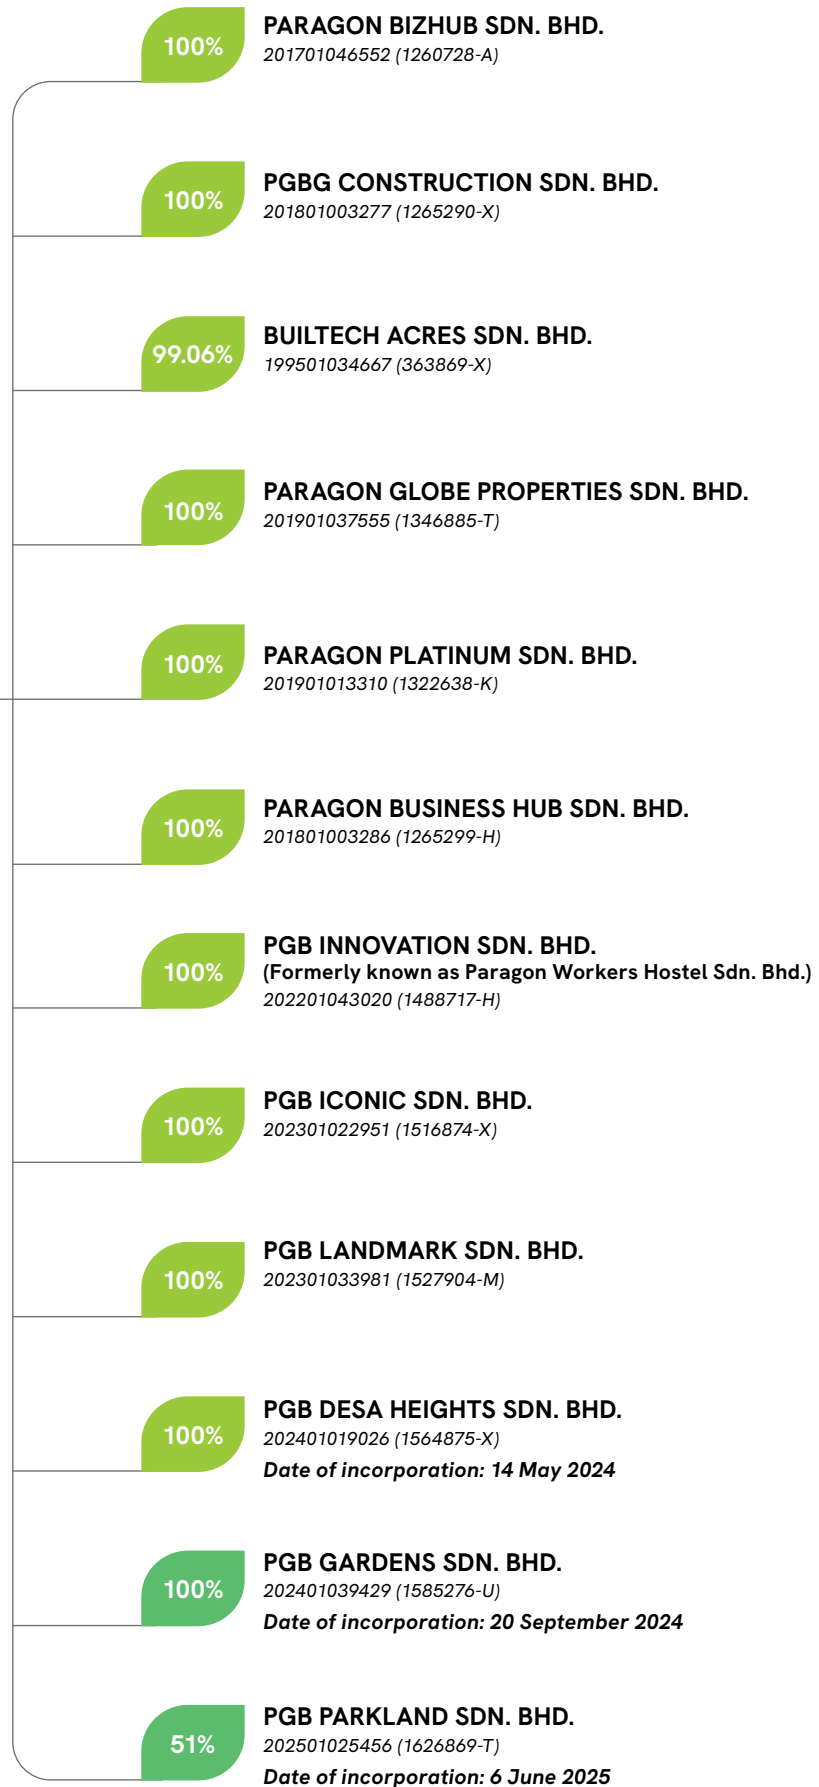 100%
PARAGON BIZHUB SDN. BHD.
201701046552 (1260728-A)
100%
PGBG CONSTRUCTION SDN. BHD.
201801003277 (1265290-X)
99.06%
BUILTECH ACRES SDN. BHD.
199501034667 (363869-X)
100%
PARAGON GLOBE PROPERTIES SDN. BHD.
201901037555 (1346885-T)
100%
PARAGON PLATINUM SDN. BHD.
201901013310 (1322638-K)
100%
PARAGON BUSINESS HUB SDN. BHD.
201801003286 (1265299-H)
100%
PGB INNOVATION SDN. BHD.
(Formerly known as Paragon Workers Hostel Sdn. Bhd.)
202201043020 (1488717-H)
100%
PGB ICONIC SDN. BHD.
202301022951 (1516874-X)
100%
PGB LANDMARK SDN. BHD.
202301033981 (1527904-M)
100%
PGB DESA HEIGHTS SDN. BHD.
202401019026 (1564875-X)
Date of incorporation: 14 May 2024
100%
PGB GARDENS SDN. BHD.
202401039429 (1585276-U)
Date of incorporation: 20 September 2024
51%
PGB PARKLAND SDN. BHD.
202501025456 (1626869-T)
Date of incorporation: 6 June 2025